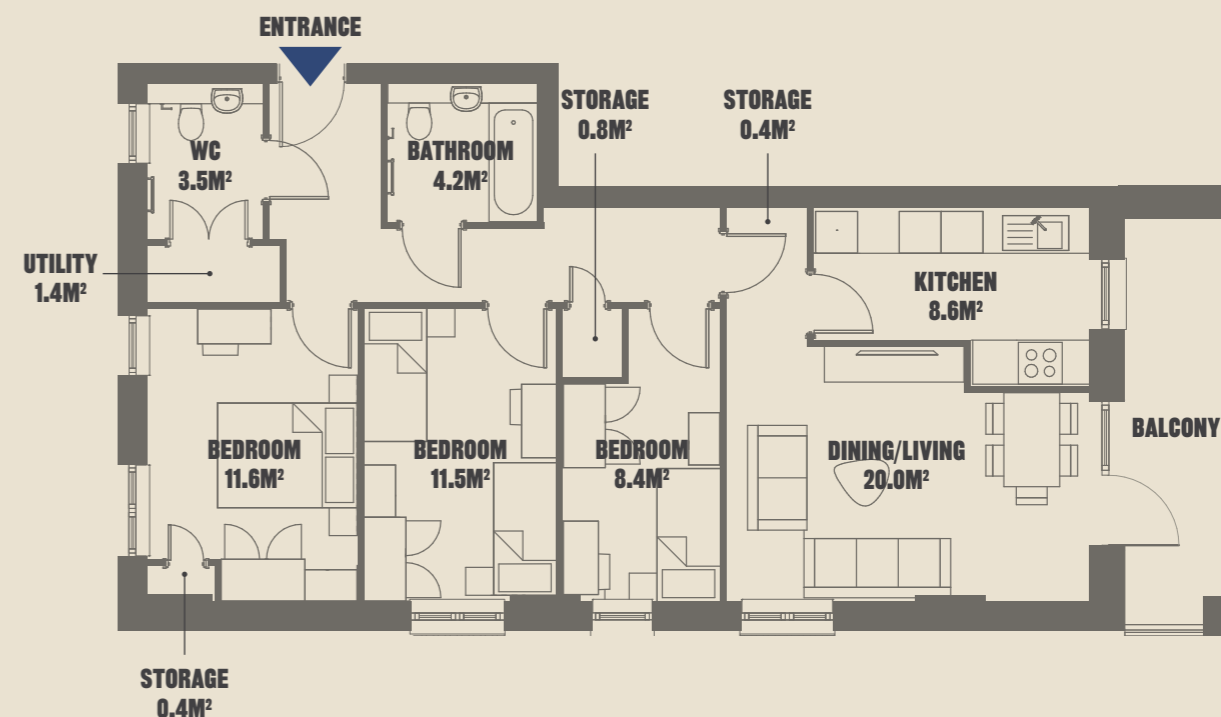 ENTRANCE
STORAGE
0.8M²
STORAGE
0.4M²
WC
3.5M²
BATHROOM
4.2M²
UTILITY
1.4M²
KITCHEN
8.6M²
BEDROOM
11.6M²
BEDROOM
11.5M²
BEDROOM
8.4M²
DINING/LIVING
20.0M²
BALCONY
STORAGE
0.4M²